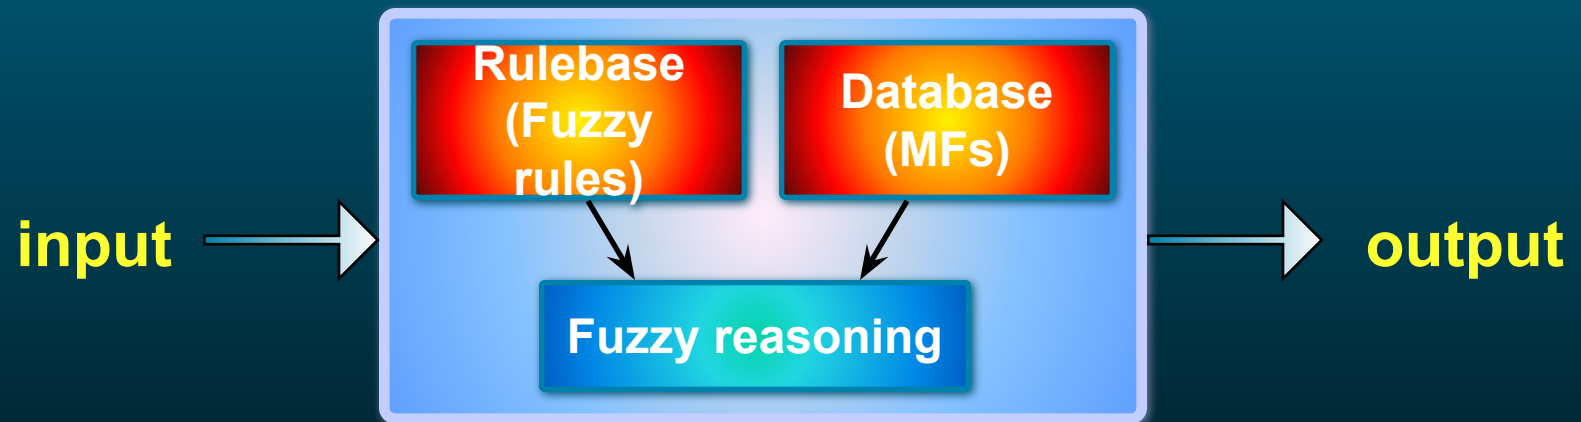 input
Rulebase
(Fuzzy
rules)
Database
(MFs)
Fuzzy reasoning
output